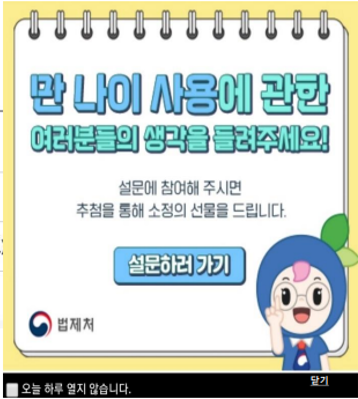 만 나이 사용에 관한
여러분들의 생각을 들려주세요!
설문에 참여해 주시면
추첨을 통해 소정의 선물을 드립니다.
설문하러 가기
법제처
닫기
오늘 하루 열지 않습니다.